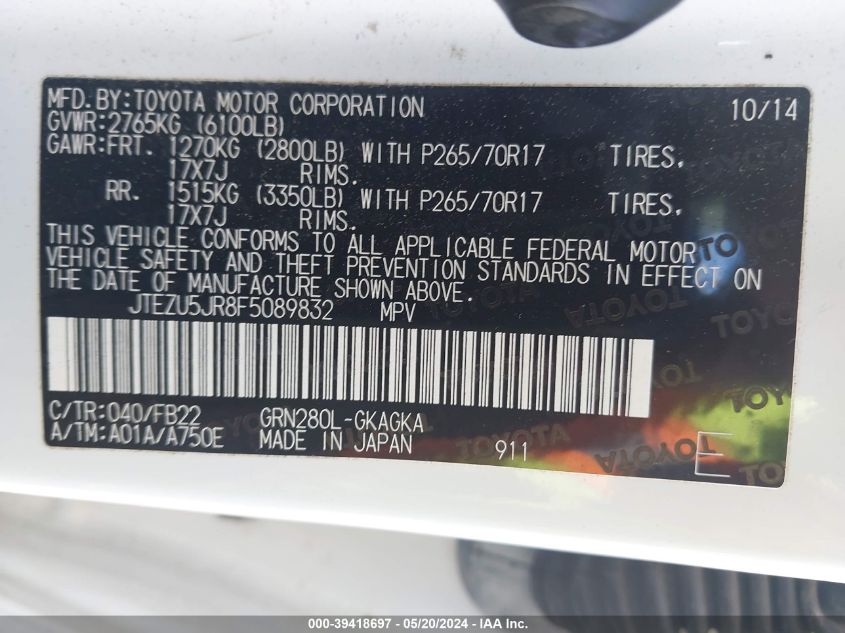 MFD.BY:TOYOTA MOTOR CORPORATION 10/14
GVWR:2765KG (6100LB)
GAWR:FRT. 1270KG (2800LB) WITH P265/70R17 TIRES.
17X7J RIMS.
RR. 1515KG (3350LB) WITH P265/70R17 TIRES.
17X7J RIMS.
THIS VEHICLE CONFORMS TO ALL APPLICABLE FEDERAL MOTOR
VEHICLE SAFETY AND THEFT PREVENTION STANDARDS IN EFFECT ON
THE DATE OF MANUFACTURE SHOWN ABOVE.
JTEZU5JR8F5089832 MPV
C/TR:040/FB22 GRN280L-GKAGKA
A/TM:A01A/A750E MADE IN JAPAN 911 E
TOYOTA
TOYOTA
TOYOTA
000-39418697 - 05/20/2024 - IAA Inc.